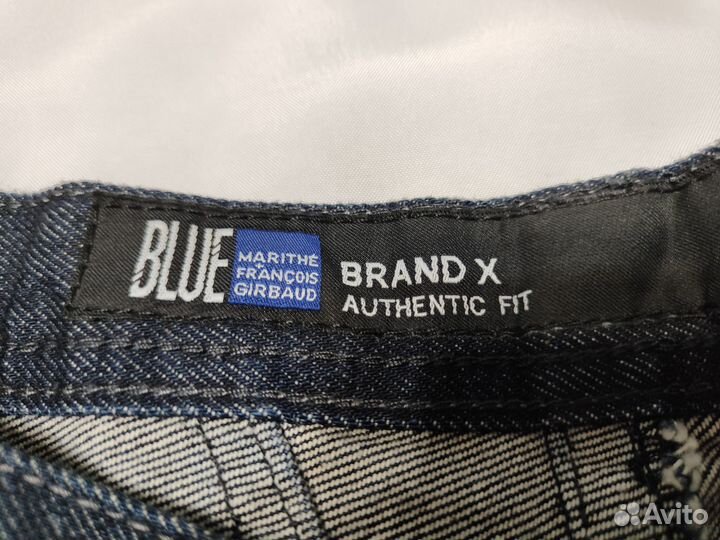 BLUE
MARITHÉ
+
FRANÇOIS
GIRBAUD
BRAND X
AUTHENTIC FIT
Avito